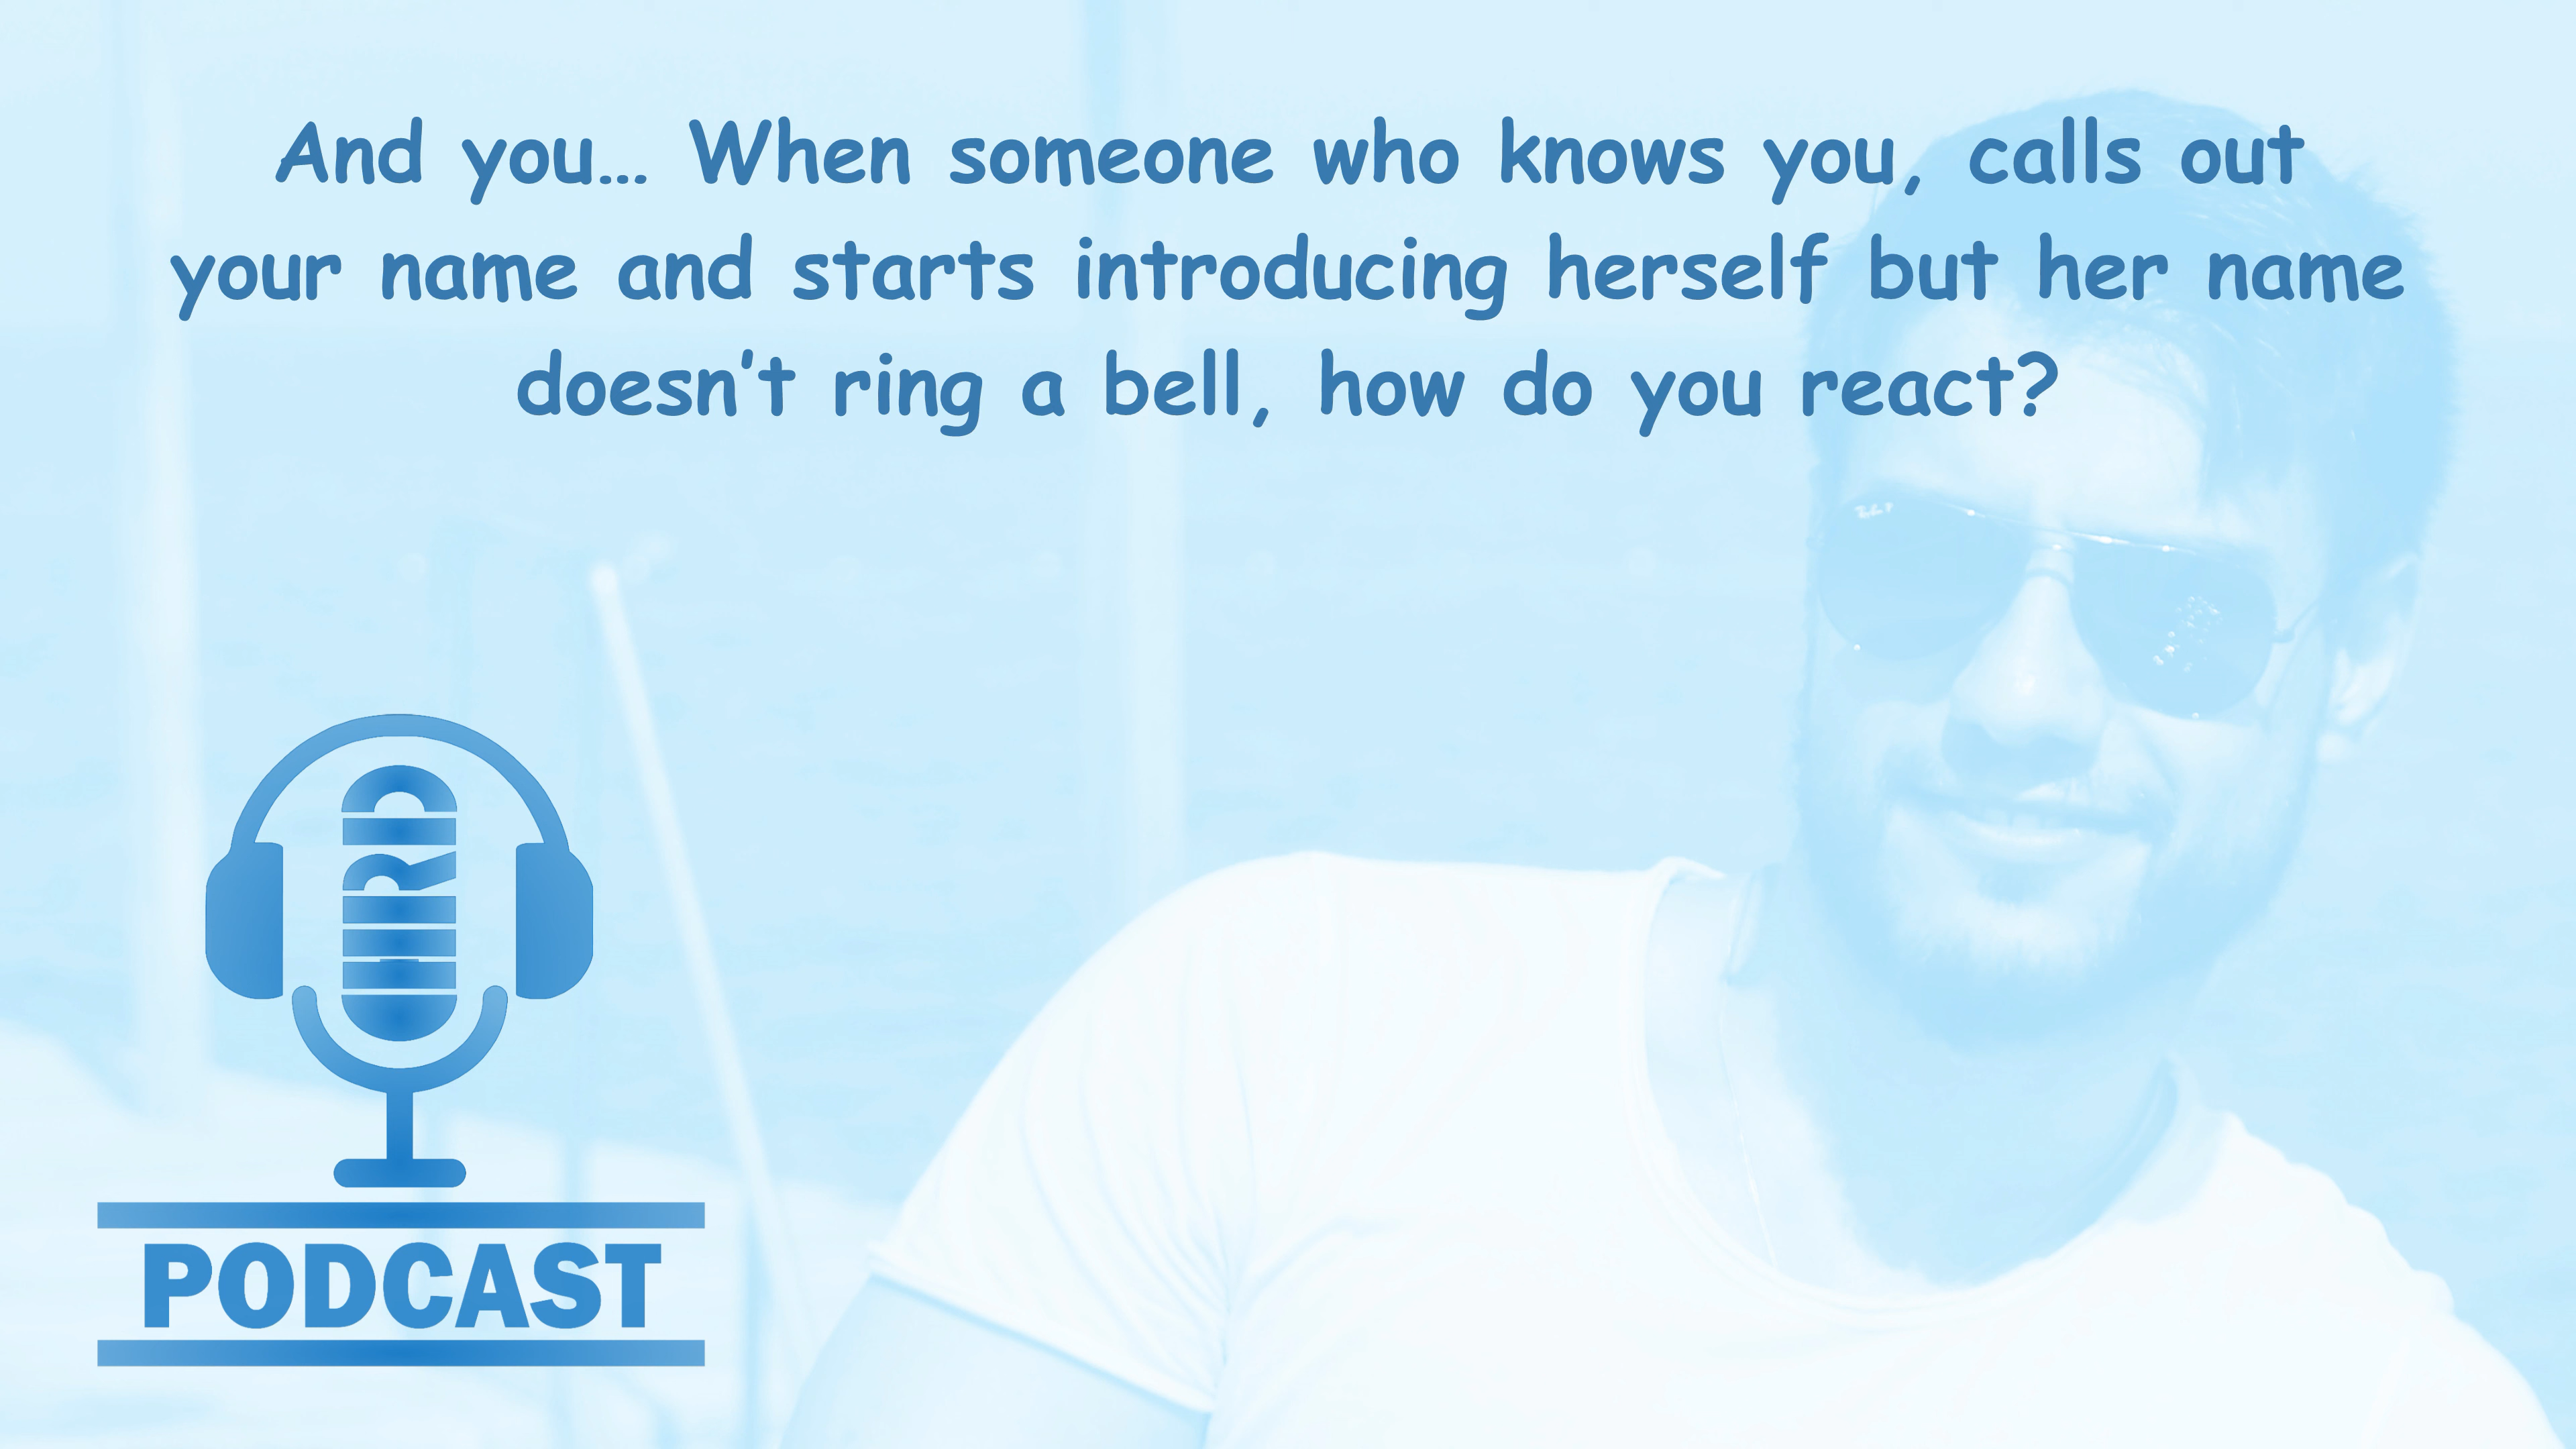 And you… When someone who knows you, calls out
your name and starts introducing herself but her name
doesn't ring a bell, how do you react?
PODCAST